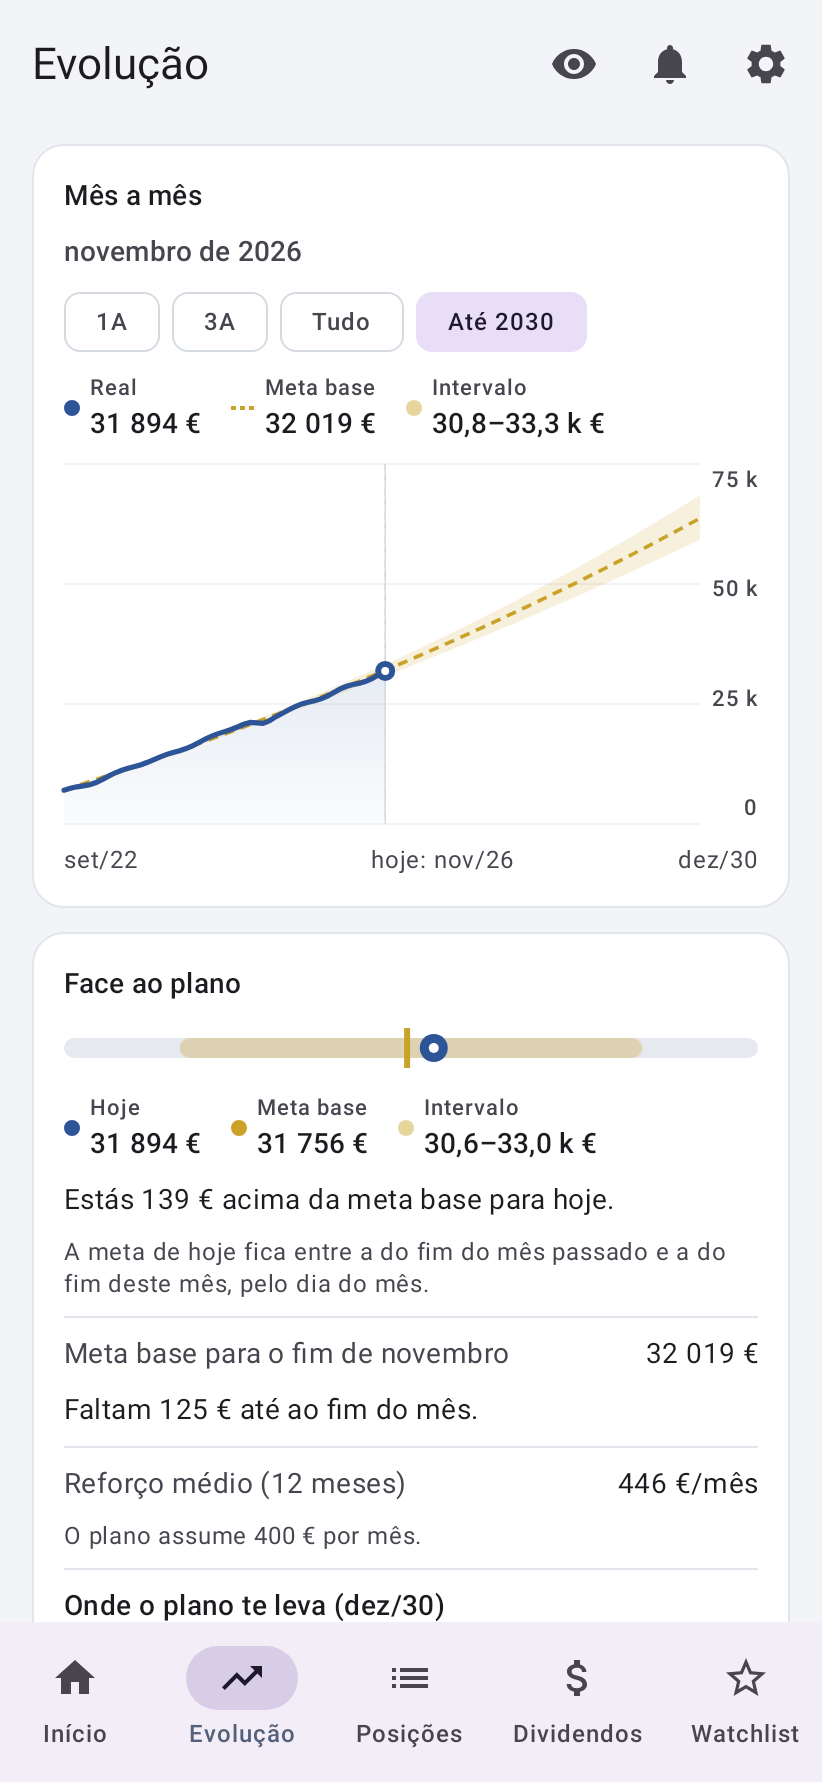 Evolução
Mês a mês
novembro de 2026
1A
3A
Tudo
Até 2030
Real
31 894 €
Meta base
32 019 €
Intervalo
30,8–33,3 k €
75 k
50 k
25 k
0
set/22
hoje: nov/26
dez/30
Face ao plano
Hoje
31 894 €
Meta base
31 756 €
Intervalo
30,6–33,0 k €
Estás 139 € acima da meta base para hoje.
A meta de hoje fica entre a do fim do mês passado e a do
fim deste mês, pelo dia do mês.
Meta base para o fim de novembro 32 019 €
Faltam 125 € até ao fim do mês.
Reforço médio (12 meses) 446 €/mês
O plano assume 400 € por mês.
Onde o plano te leva (dez/30)
Início
Evolução
Posições
Dividendos
Watchlist